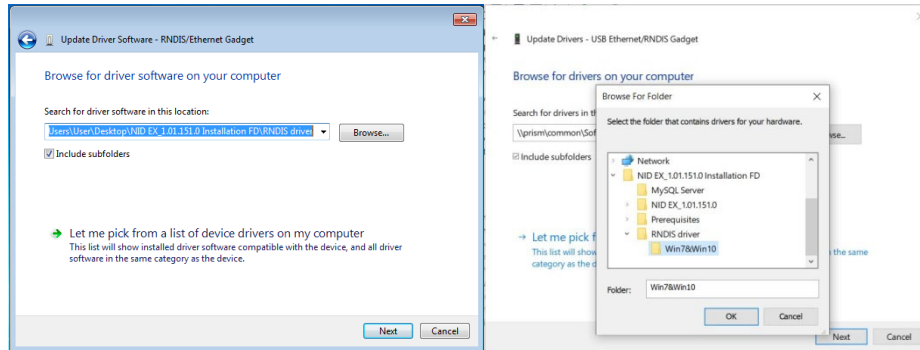 Update Driver Software - RNDIS/Ethernet Gadget
Browse for driver software on your computer
Search for driver software in this location:
Users\User\Desktop\NID EX_1.01.151.0 Installation FD\RNDIS driver
Browse...
Include subfolders
Let me pick from a list of device drivers on my computer
This list will show installed driver software compatible with the device, and all driver
software in the same category as the device.
Next
Cancel
Update Drivers - USB Ethernet/RNDIS Gadget
Browse for drivers on your computer
Search for drivers in th
\\prism\common\Sof
wse...
Include subfolders
Let me pick f
This list will show
the same
category as the d
Next
Cancel
Browse For Folder
Select the folder that contains drivers for your hardware.
Network
NID EX_1.01.151.0 Installation FD
MySQL Server
NID EX_1.01.151.0
Prerequisites
RNDIS driver
Win7&Win10
Folder:
Win7&Win10
OK
Cancel